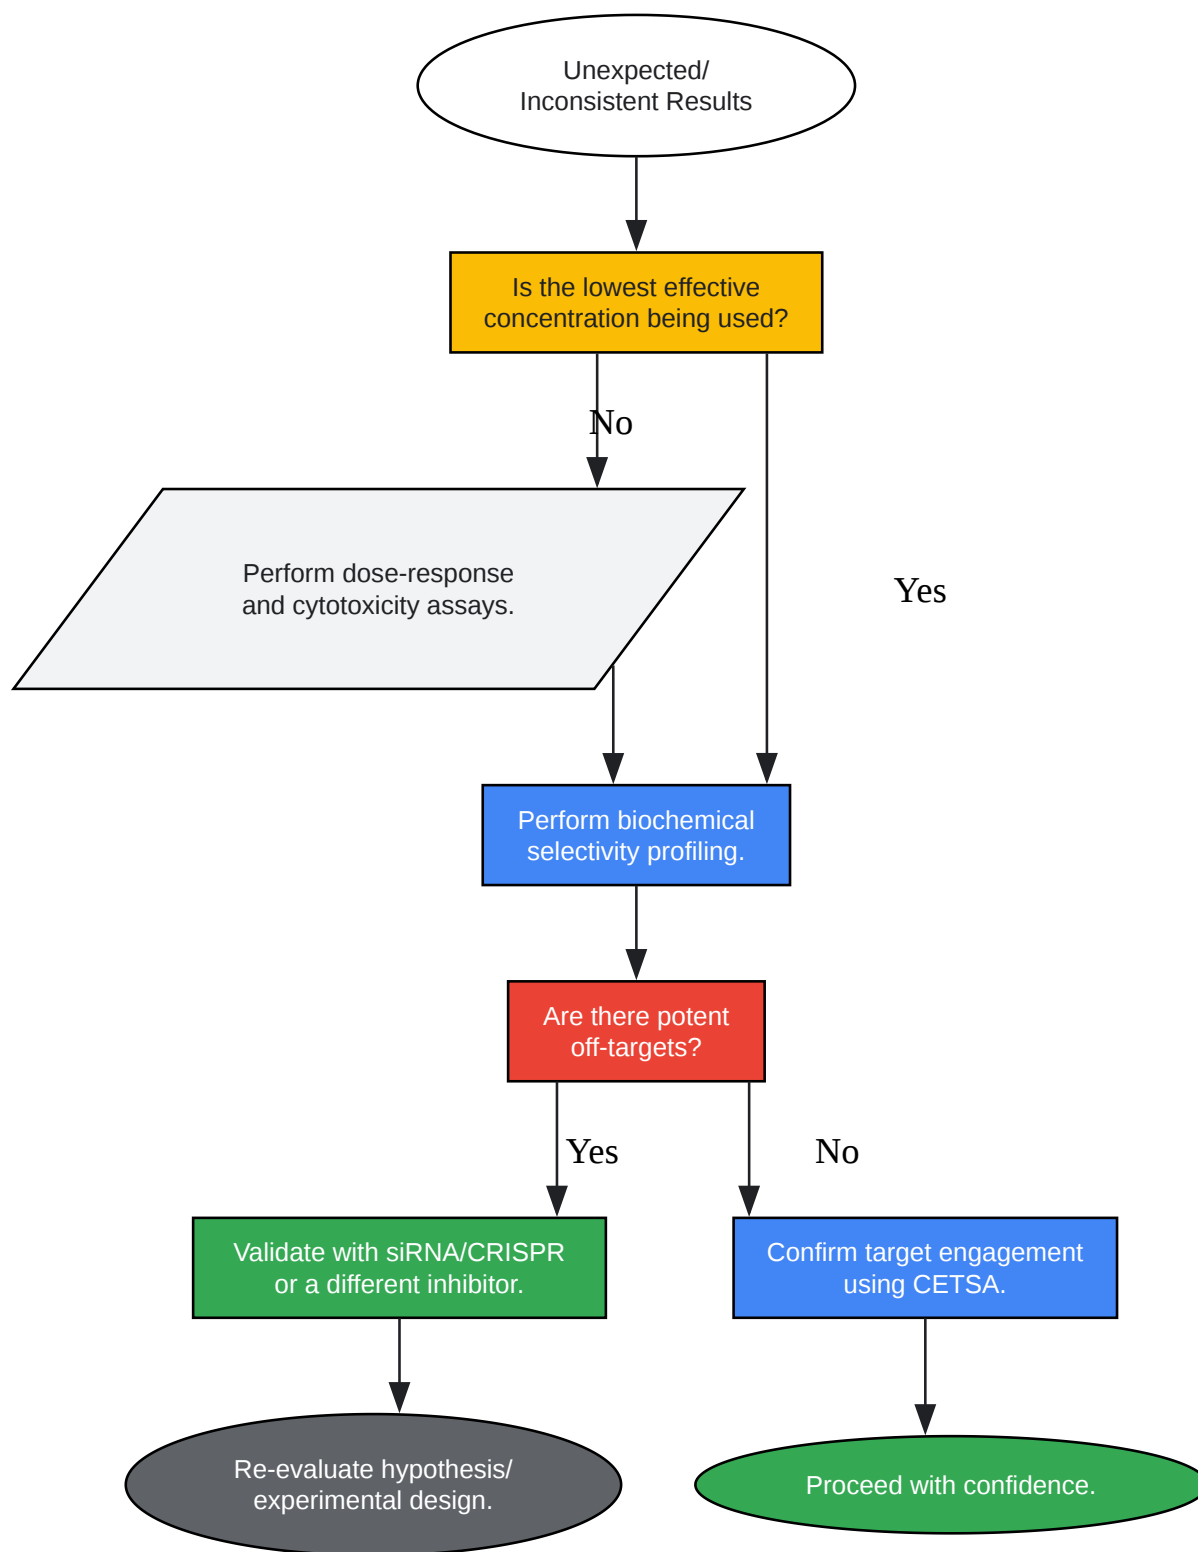 Unexpected/
Inconsistent Results
Is the lowest effective
concentration being used?
No
Perform dose-response
and cytotoxicity assays.
Yes
Perform biochemical
selectivity profiling.
Are there potent
off-targets?
Yes
No
Validate with siRNA/CRISPR
or a different inhibitor.
Confirm target engagement
using CETSA.
Re-evaluate hypothesis/
experimental design.
Proceed with confidence.